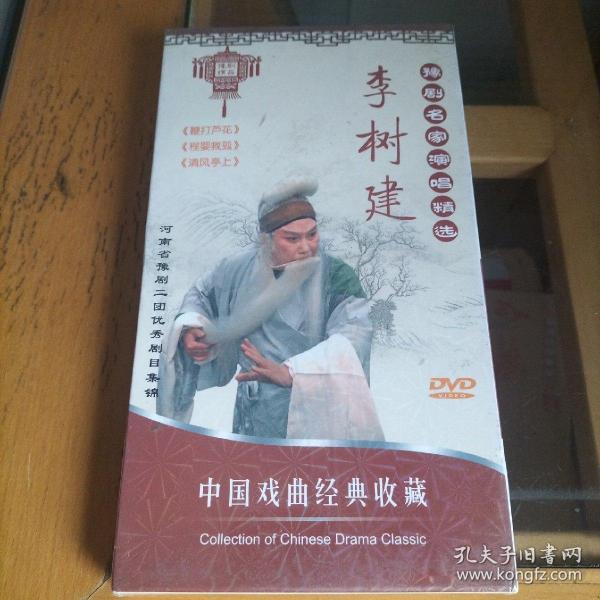 豫剧名家演唱精选
李树建
《鞭打芦花》
《程婴救孤》
《清风亭上》
河南省豫剧二团优秀剧目集锦
DVD
VIDEO
中国戏曲经典收藏
Collection of Chinese Drama Classic
孔夫子旧书网
www.kongfz.com